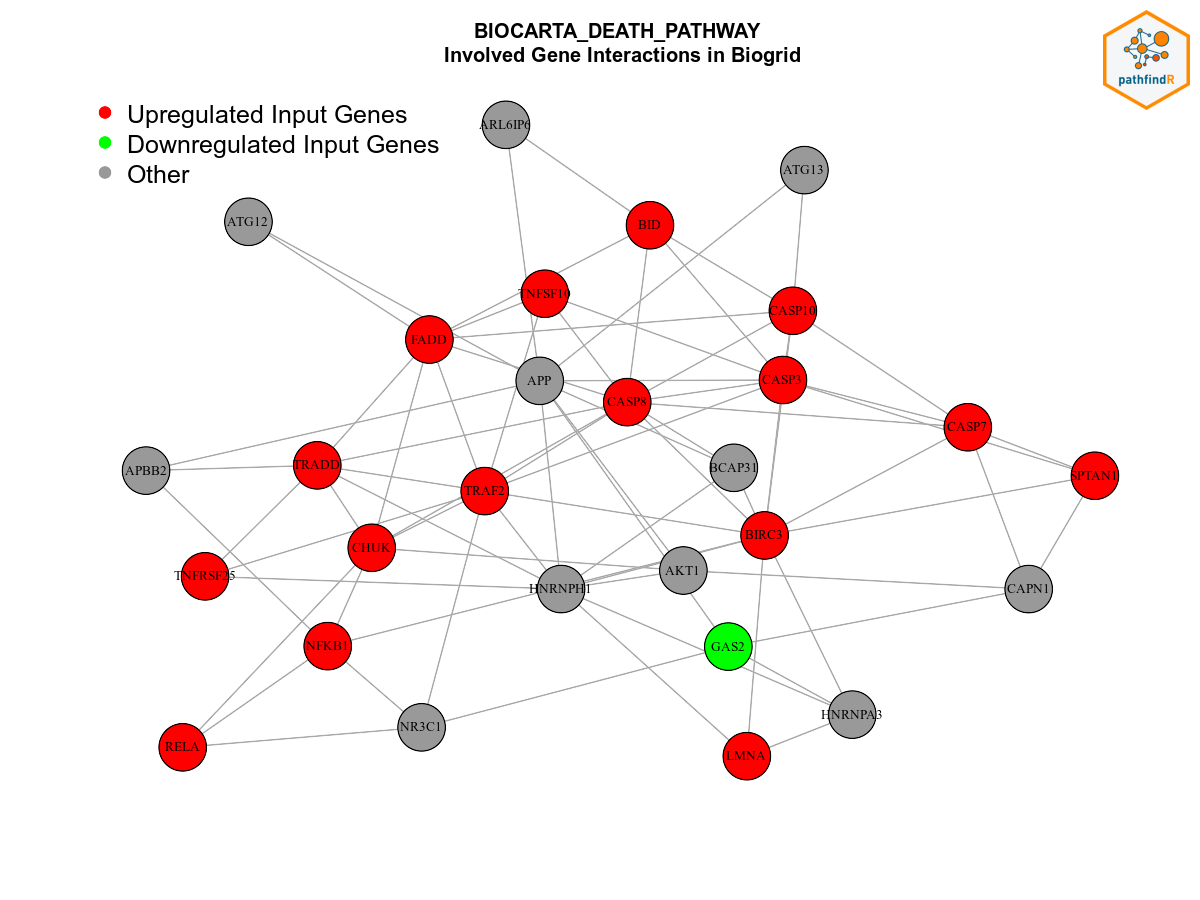 BIOCARTA_DEATH_PATHWAY
Involved Gene Interactions in Biogrid
pathfindR
Upregulated Input Genes
Downregulated Input Genes
Other
ARL6IP6
ATG13
ATG12
BID
TNFSF10
CASP10
FADD
APP
CASP3
CASP8
CASP7
TRADD
APBB2
BCAP31
SPTAN1
TRAF2
BIRC3
CHUK
TNFRSF25
AKT1
HNRNPH1
CAPN1
NFKB1
GAS2
HNRNPA3
NR3C1
RELA
LMNA